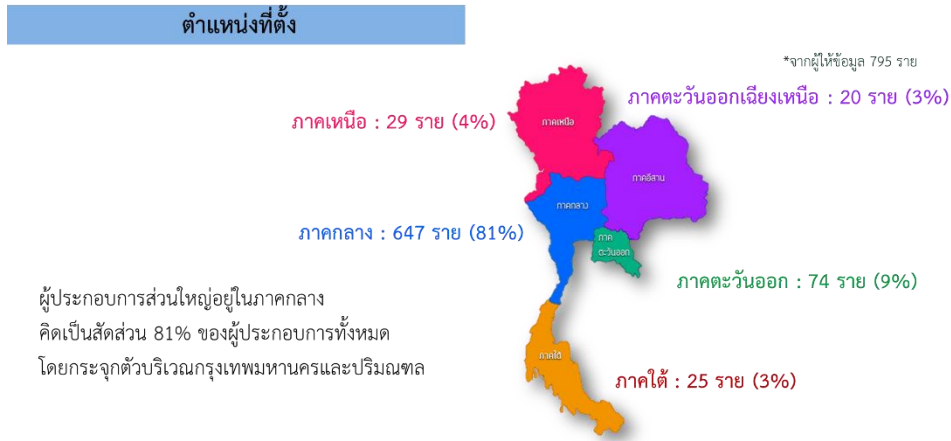 ตำแหน่งที่ตั้ง
*จากผู้ให้ข้อมูล 795 ราย
ภาคตะวันออกเฉียงเหนือ : 20 ราย (3%)
ภาคเหนือ : 29 ราย (4%)
ภาคเหนือ
ภาคอีสาน
ภาคกลาง
ภาคกลาง : 647 ราย (81%)
ภาค
ตะวันออก
ภาคตะวันออก : 74 ราย (9%)
ผู้ประกอบการส่วนใหญ่อยู่ในภาคกลาง
คิดเป็นสัดส่วน 81% ของผู้ประกอบการทั้งหมด
โดยกระจุกตัวบริเวณกรุงเทพมหานครและปริมณฑล
ภาคใต้
ภาคใต้ : 25 ราย (3%)